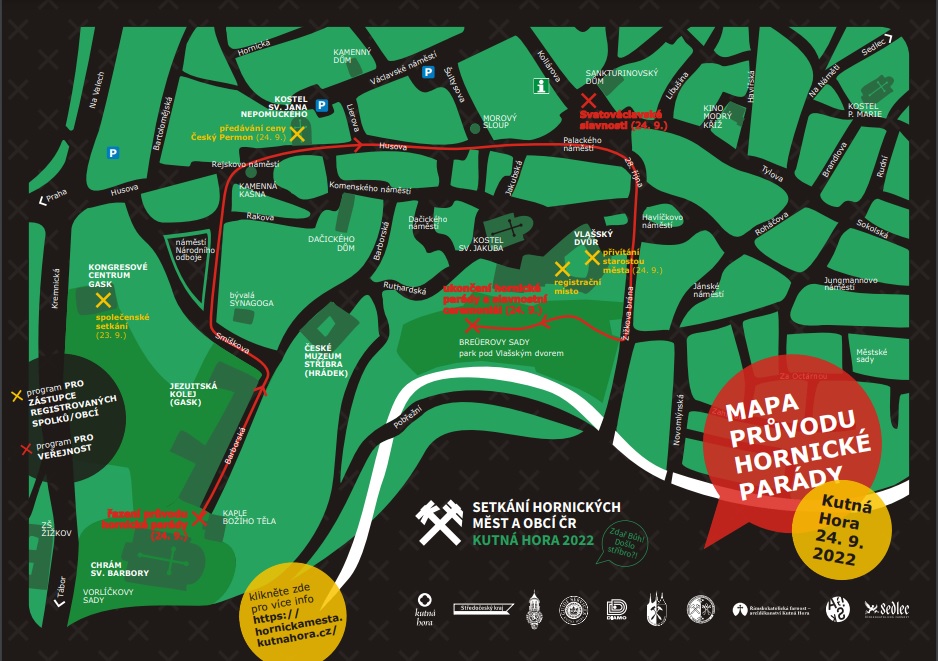 Hornická
Na Valech
Bartolomějská
KAMENNÝ
DŮM
Václavské náměstí
P
Šultysova
Kollárova
SANKTURINOVSKÝ
DŮM
Libušina
Havířská
Na Náměti
Sedlec
KINO
MODRÝ
KŘÍŽ
KOSTEL
P. MARIE
KOSTEL
SV. JANA
NEPOMUCKÉHO
P
Lierova
předávání ceny
Český Permon (24. 9.)
MOROVÝ
SLOUP
Svatováclavské
slavnosti (24. 9.)
P
Husova
Palackého
náměstí
28. října
Rejskovo náměstí
Praha
Husova
KAMENNÁ
KAŠNA
Komenského náměstí
Jakubská
Tylova
Brandlova
Rudní
Rakova
Dačického
náměstí
Havlíčkovo
náměstí
Roháčova
Sokolská
náměstí
Národního
odboje
DAČICKÉHO
DŮM
Barborská
KOSTEL
SV. JAKUBA
VLAŠSKÝ
DVŮR
přivítání
starostou
města (24. 9.)
registrační
místo
Kremnická
KONGRESOVÉ
CENTRUM
GASK
společenské
setkání
(23. 9.)
bývalá
SYNAGOGA
Ruthardská
ukončení hornické
parády a slavnostní
ceremoniál (24. 9.)
Jánské
náměstí
Jungmannovo
náměstí
Žižkova brána
Smíškova
ČESKÉ
MUZEUM
STŘÍBRA
(HRÁDEK)
BREÜEROVY SADY
park pod Vlašským dvorem
Městské
sady
program PRO
ZÁSTUPCE
REGISTROVANÝCH
SPOLKŮ/OBCÍ
program PRO
VEŘEJNOST
JEZUITSKÁ
KOLEJ
(GASK)
Barborská
Pobřežní
Novomlýnská
MAPA
PRŮVODU
HORNICKÉ
PARÁDY
Kutná
Hora
24. 9.
2022
řazení průvodu
hornické parády
(24. 9.)
KAPLE
BOŽÍHO TĚLA
ZŠ
ŽIŽKOV
CHRÁM
SV. BARBORY
VORLÍČKOVY
SADY
Tábor
SETKÁNÍ HORNICKÝCH
MĚST A OBCÍ ČR
KUTNÁ HORA 2022
Zdař Bůh!
Došlo
stříbro?!
klikněte zde
pro více info
https://
hornickamesta.
kutnahora.cz/
kutná
hora
Středočeský kraj
DIAMO
Římskokatolická farnost –
arciděkanství Kutná Hora
Sedlec